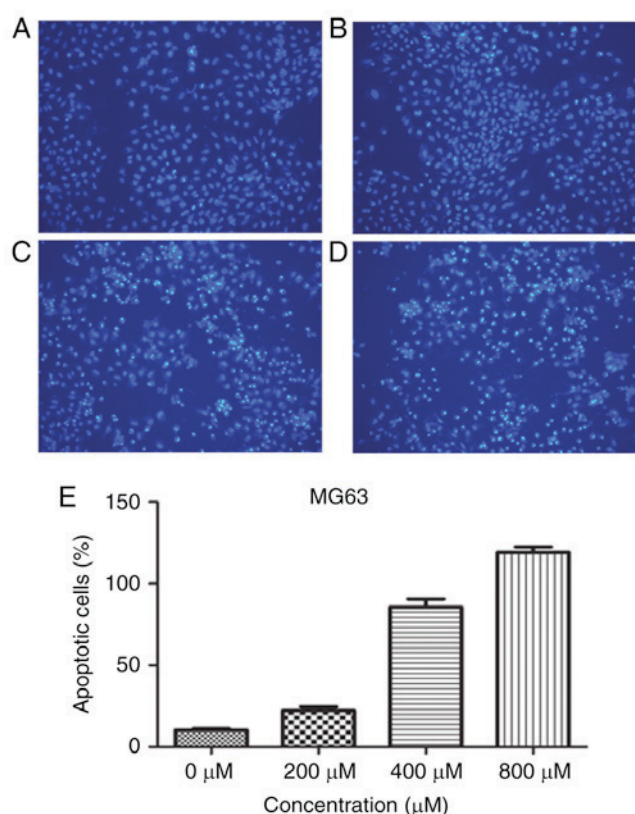 A
B
C
D
E
MG63
150
100
50
0
Apoptotic cells (%)
0 μM
200 μM
400 μM
800 μM
Concentration (μM)